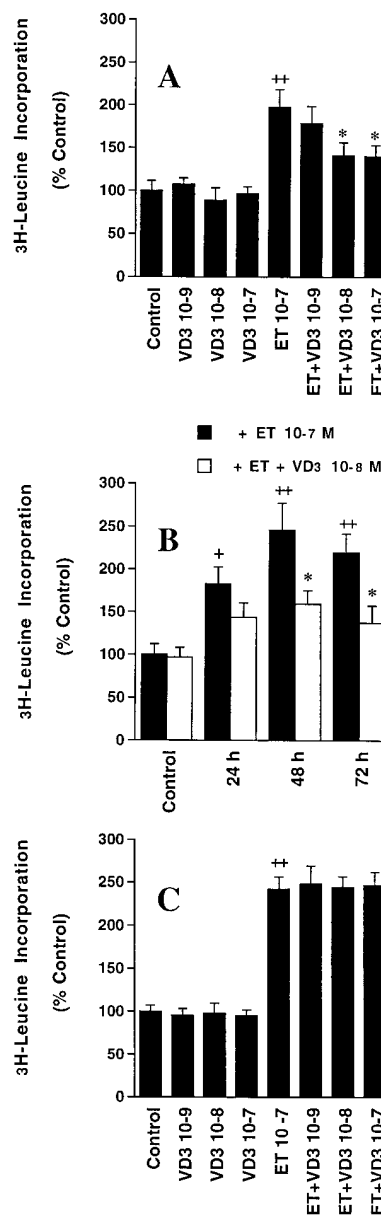 A
3H-Leucine Incorporation
(% Control)
300
250
200
150
100
50
0
++
*
*
Control
VD3 10-9
VD3 10-8
VD3 10-7
ET 10-7
ET+VD3 10-9
ET+VD3 10-8
ET+VD3 10-7
+ ET 10-7 M
+ ET + VD3 10-8 M
B
3H-Leucine Incorporation
(% Control)
300
250
200
150
100
50
0
+
++
*
++
*
Control
24 h
48 h
72 h
C
3H-Leucine Incorporation
(% Control)
300
250
200
150
100
50
0
++
Control
VD3 10-9
VD3 10-8
VD3 10-7
ET 10 -7
ET+VD3 10-9
ET+VD3 10-8
ET+VD3 10-7